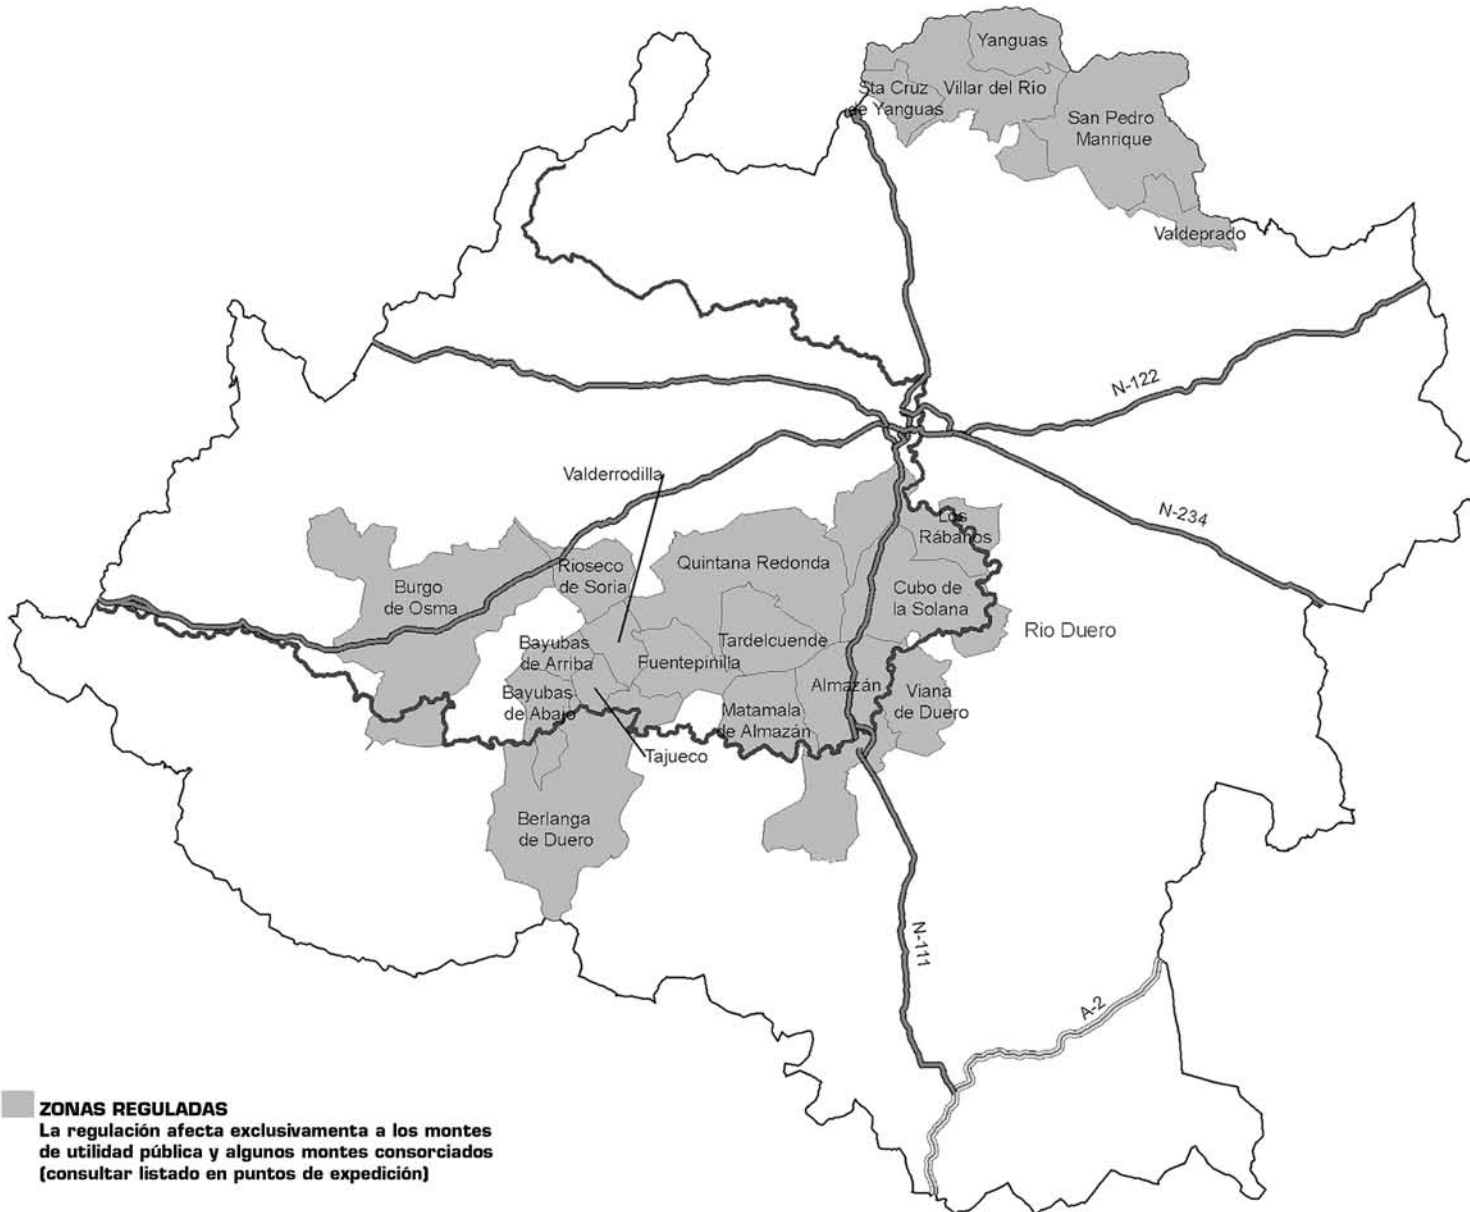 Yanguas
Sta Cruz
de Yanguas
Villar del Rio
San Pedro
Manrique
Valdeprado
N-122
Valderrodilla
N-234
Los
Rábanos
Rioseco
de Soria
Quintana Redonda
Burgo
de Osma
Cubo de
la Solana
Rio Duero
Bayubas
de Arriba
Fuentepinilla
Tardelcuende
Almazán
Viana
de Duero
Bayubas
de Abajo
Matamala
de Almazán
Tajueco
Berlanga
de Duero
N-111
A-2
ZONAS REGULADAS
La regulación afecta exclusivamenta a los montes
de utilidad pública y algunos montes consorciados
(consultar listado en puntos de expedición)